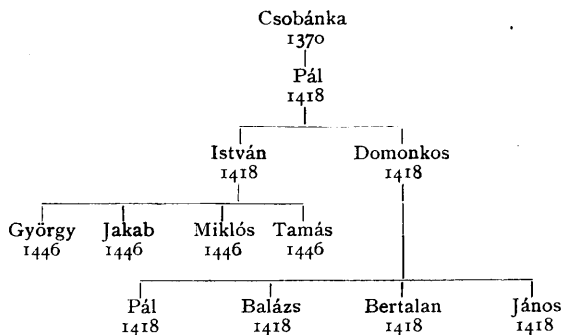 Csobánka
1370
Pál
1418
István Domonkos
1418 1418
György Jakab Miklós Tamás
1446 1446 1446 1446
Pál Balázs Bertalan János
1418 1418 1418 1418